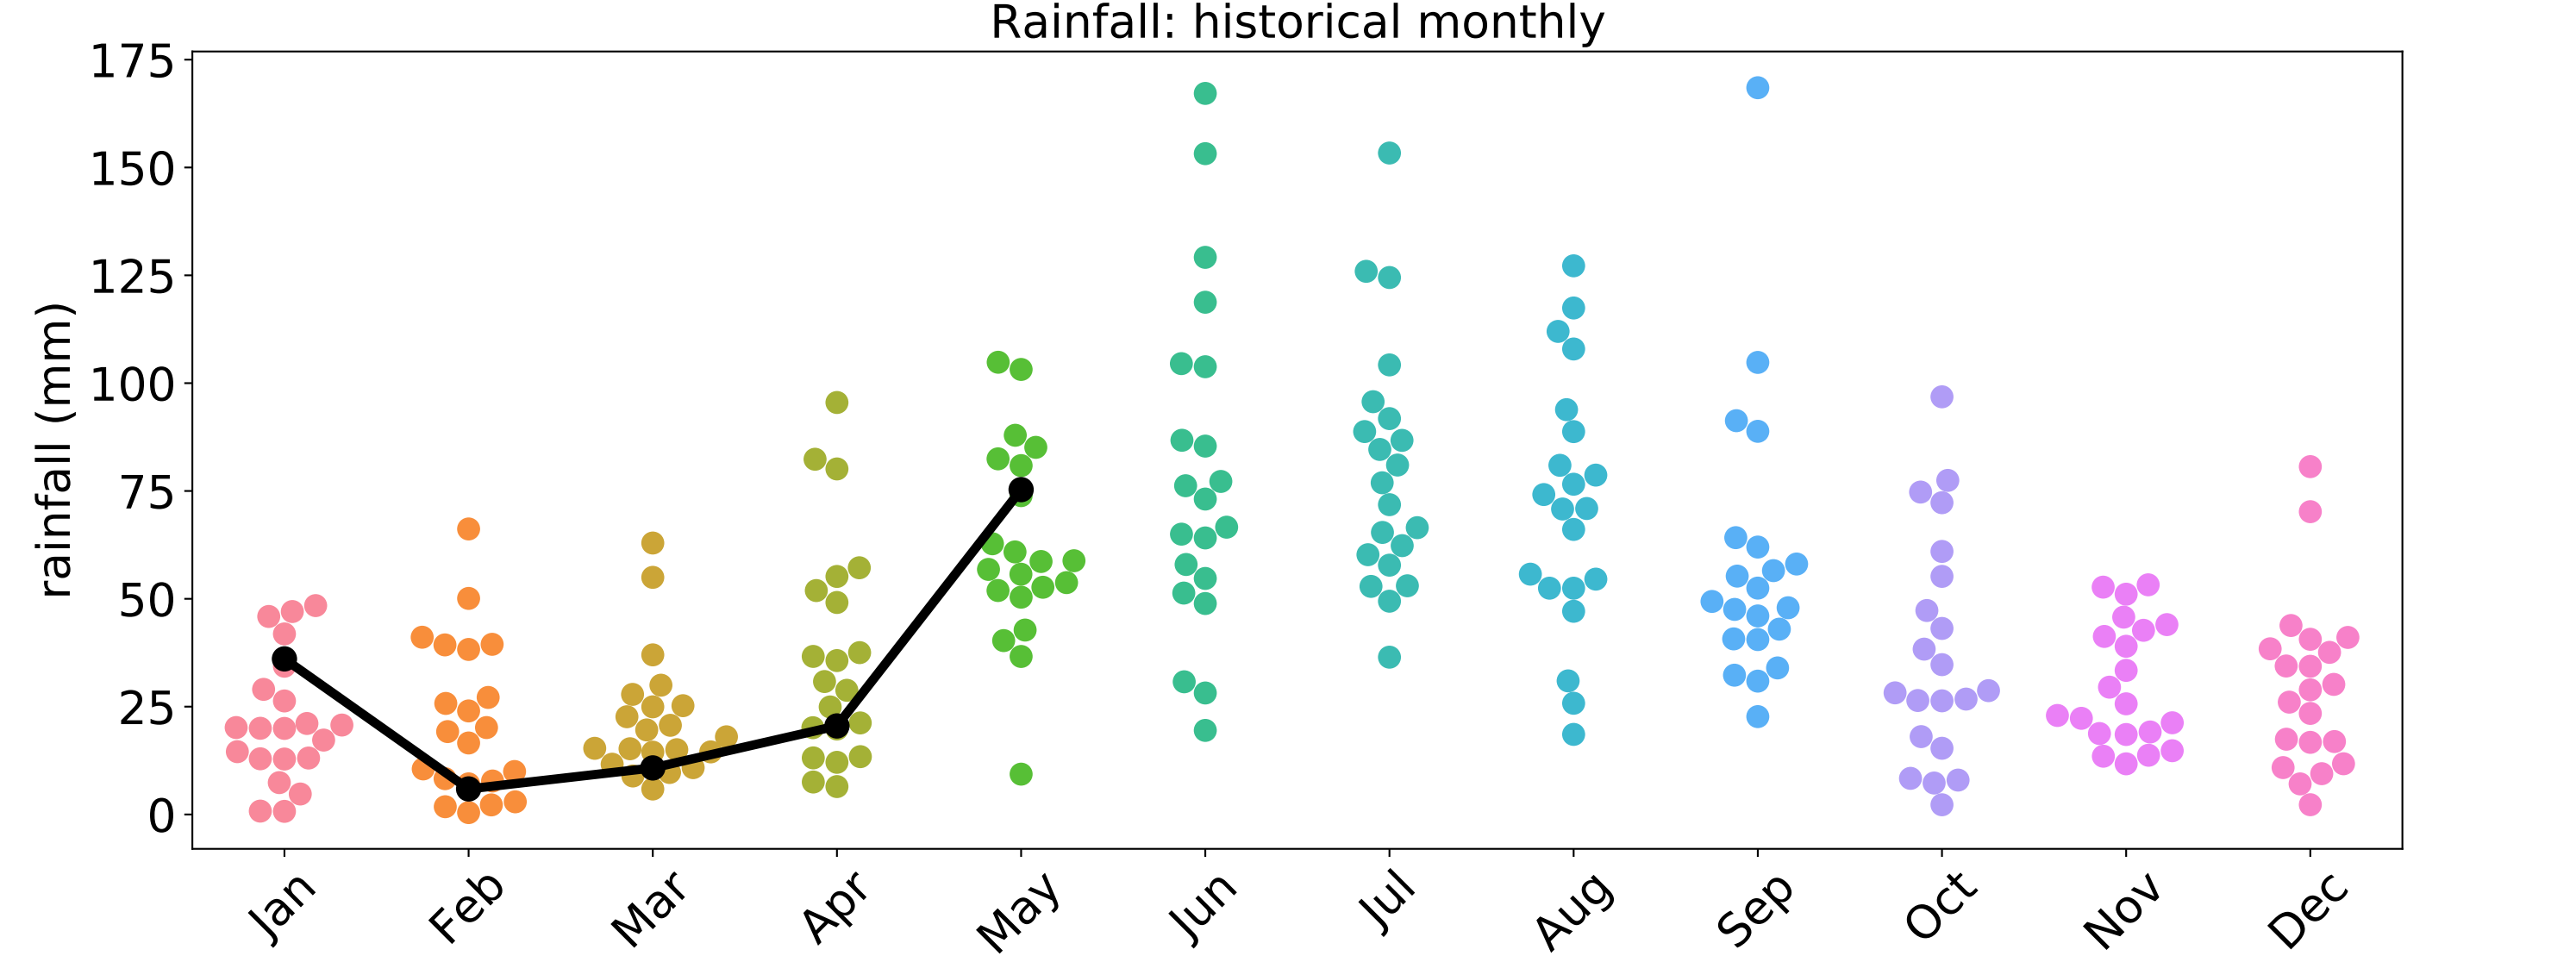 Rainfall: historical monthly
rainfall (mm)
175
150
125
100
75
50
25
0
Jan
Feb
Mar
Apr
May
Jun
Jul
Aug
Sep
Oct
Nov
Dec